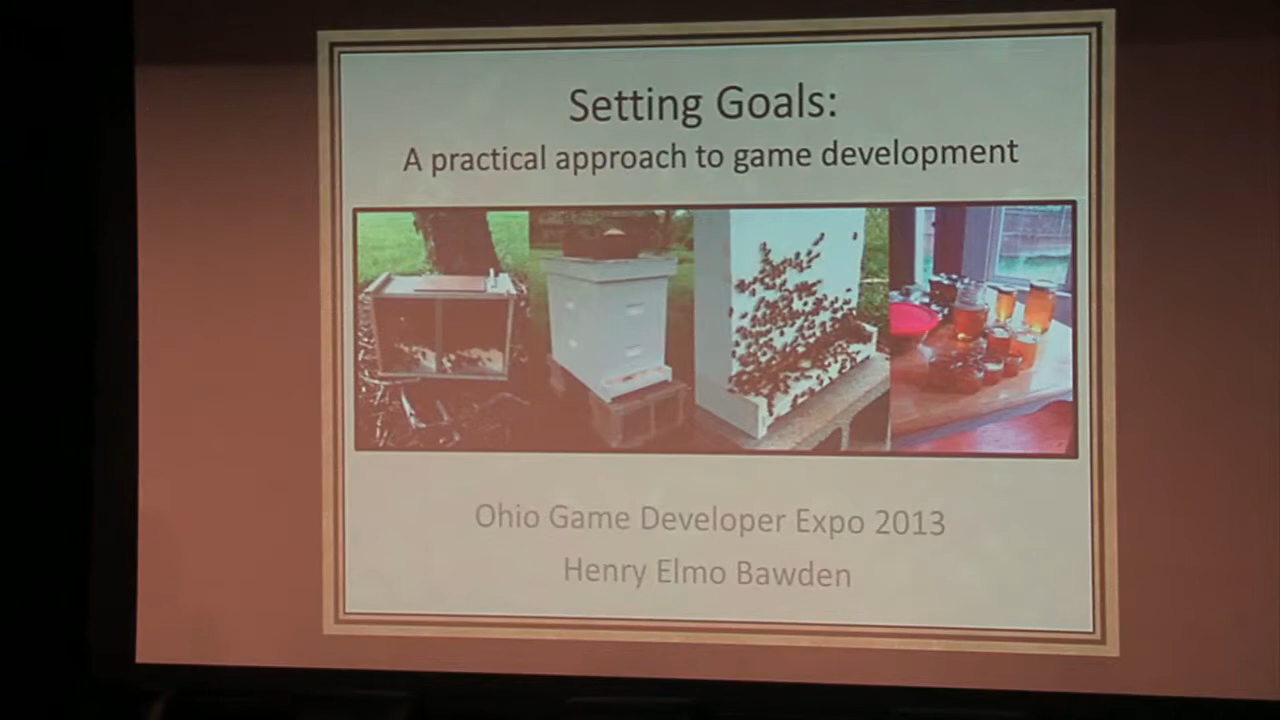 Setting Goals:
A practical approach to game development
Ohio Game Developer Expo 2013
Henry Elmo Bawden